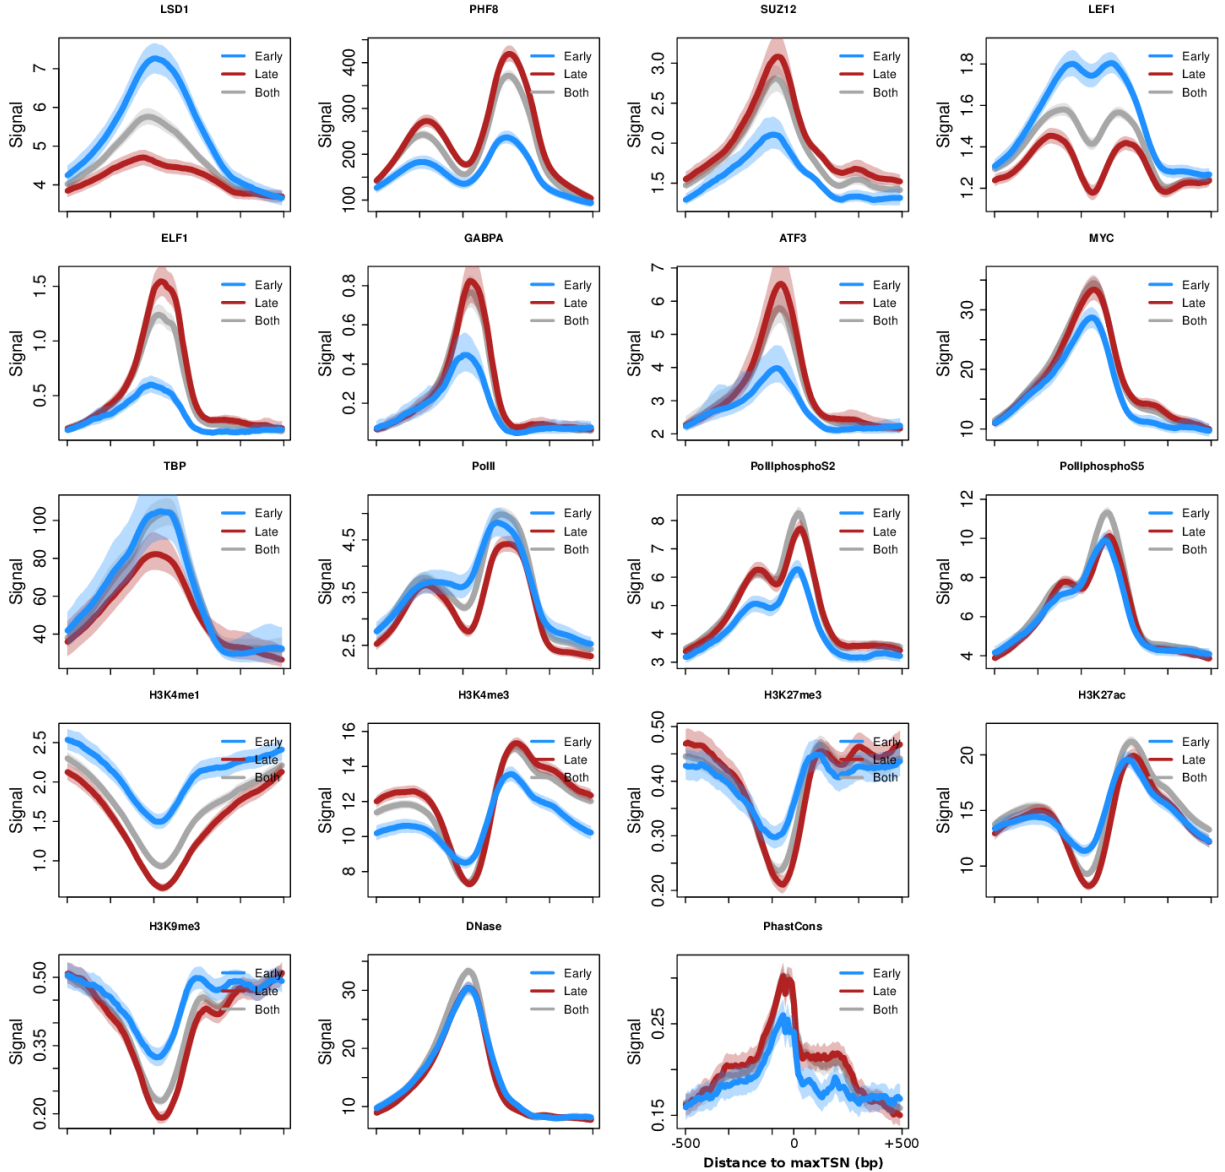 LSD1
PHF8
SUZ12
LEF1
Signal
7
6
5
4
Early
Late
Both
Signal
400
300
200
100
Early
Late
Both
Signal
3.0
2.5
2.0
1.5
Early
Late
Both
Signal
1.8
1.6
1.4
1.2
Early
Late
Both
ELF1
GABPA
ATF3
MYC
Signal
1.5
1.0
0.5
Early
Late
Both
Signal
0.8
0.6
0.4
0.2
Early
Late
Both
Signal
7
6
5
4
3
2
Early
Late
Both
Signal
30
20
10
Early
Late
Both
TBP
PolII
PolIIphosphoS2
PolIIphosphoS5
Signal
100
80
60
40
Early
Late
Both
Signal
4.5
3.5
2.5
Early
Late
Both
Signal
8
7
6
5
4
3
Early
Late
Both
Signal
12
10
8
6
4
Early
Late
Both
H3K4me1
H3K4me3
H3K27me3
H3K27ac
Signal
2.5
2.0
1.5
1.0
Early
Late
Both
Signal
16
14
12
10
8
Early
Late
Both
Signal
0.50
0.40
0.30
0.20
Early
Late
Both
Signal
20
15
10
Early
Late
Both
H3K9me3
DNase
PhastCons
Signal
0.50
0.35
0.20
Early
Late
Both
Signal
30
20
10
Early
Late
Both
Signal
0.25
0.15
Early
Late
Both
-500 0 +500
Distance to maxTSN (bp)